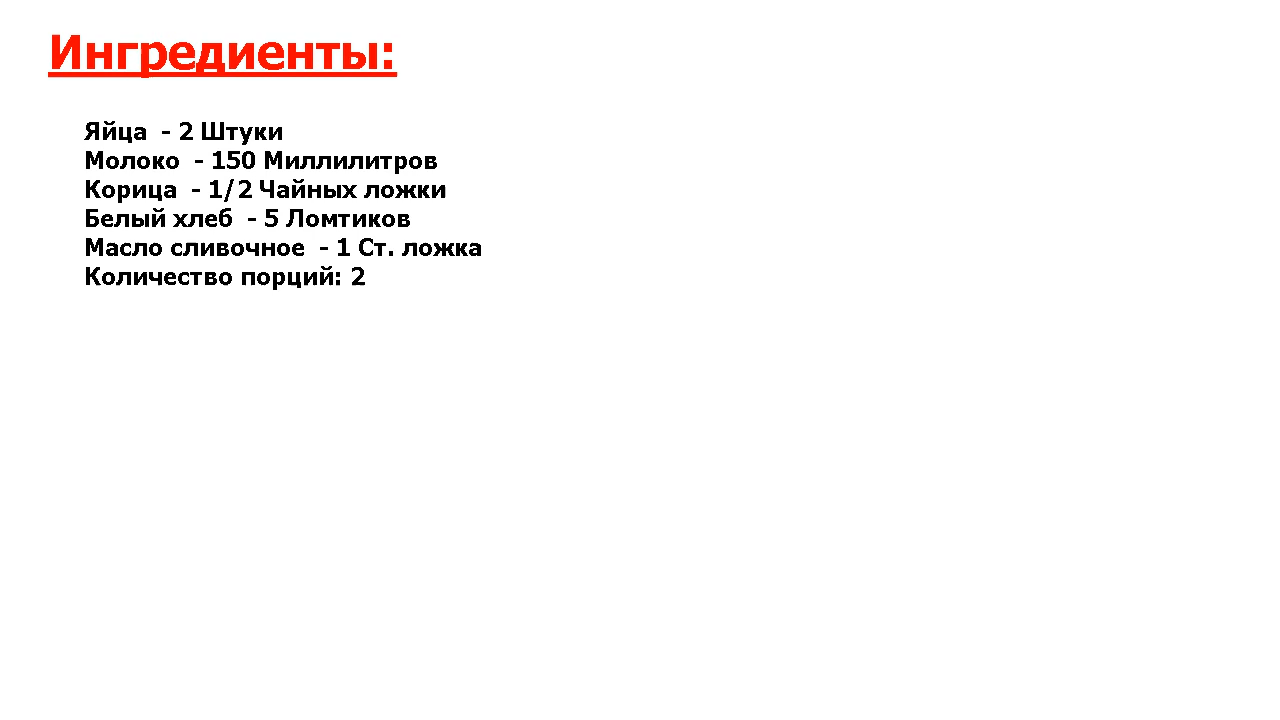 Ингредиенты:
Яйца  - 2 Штуки
Молоко  - 150 Миллилитров
Корица  - 1/2 Чайных ложки
Белый хлеб  - 5 Ломтиков
Масло сливочное  - 1 Ст. ложка
Количество порций: 2